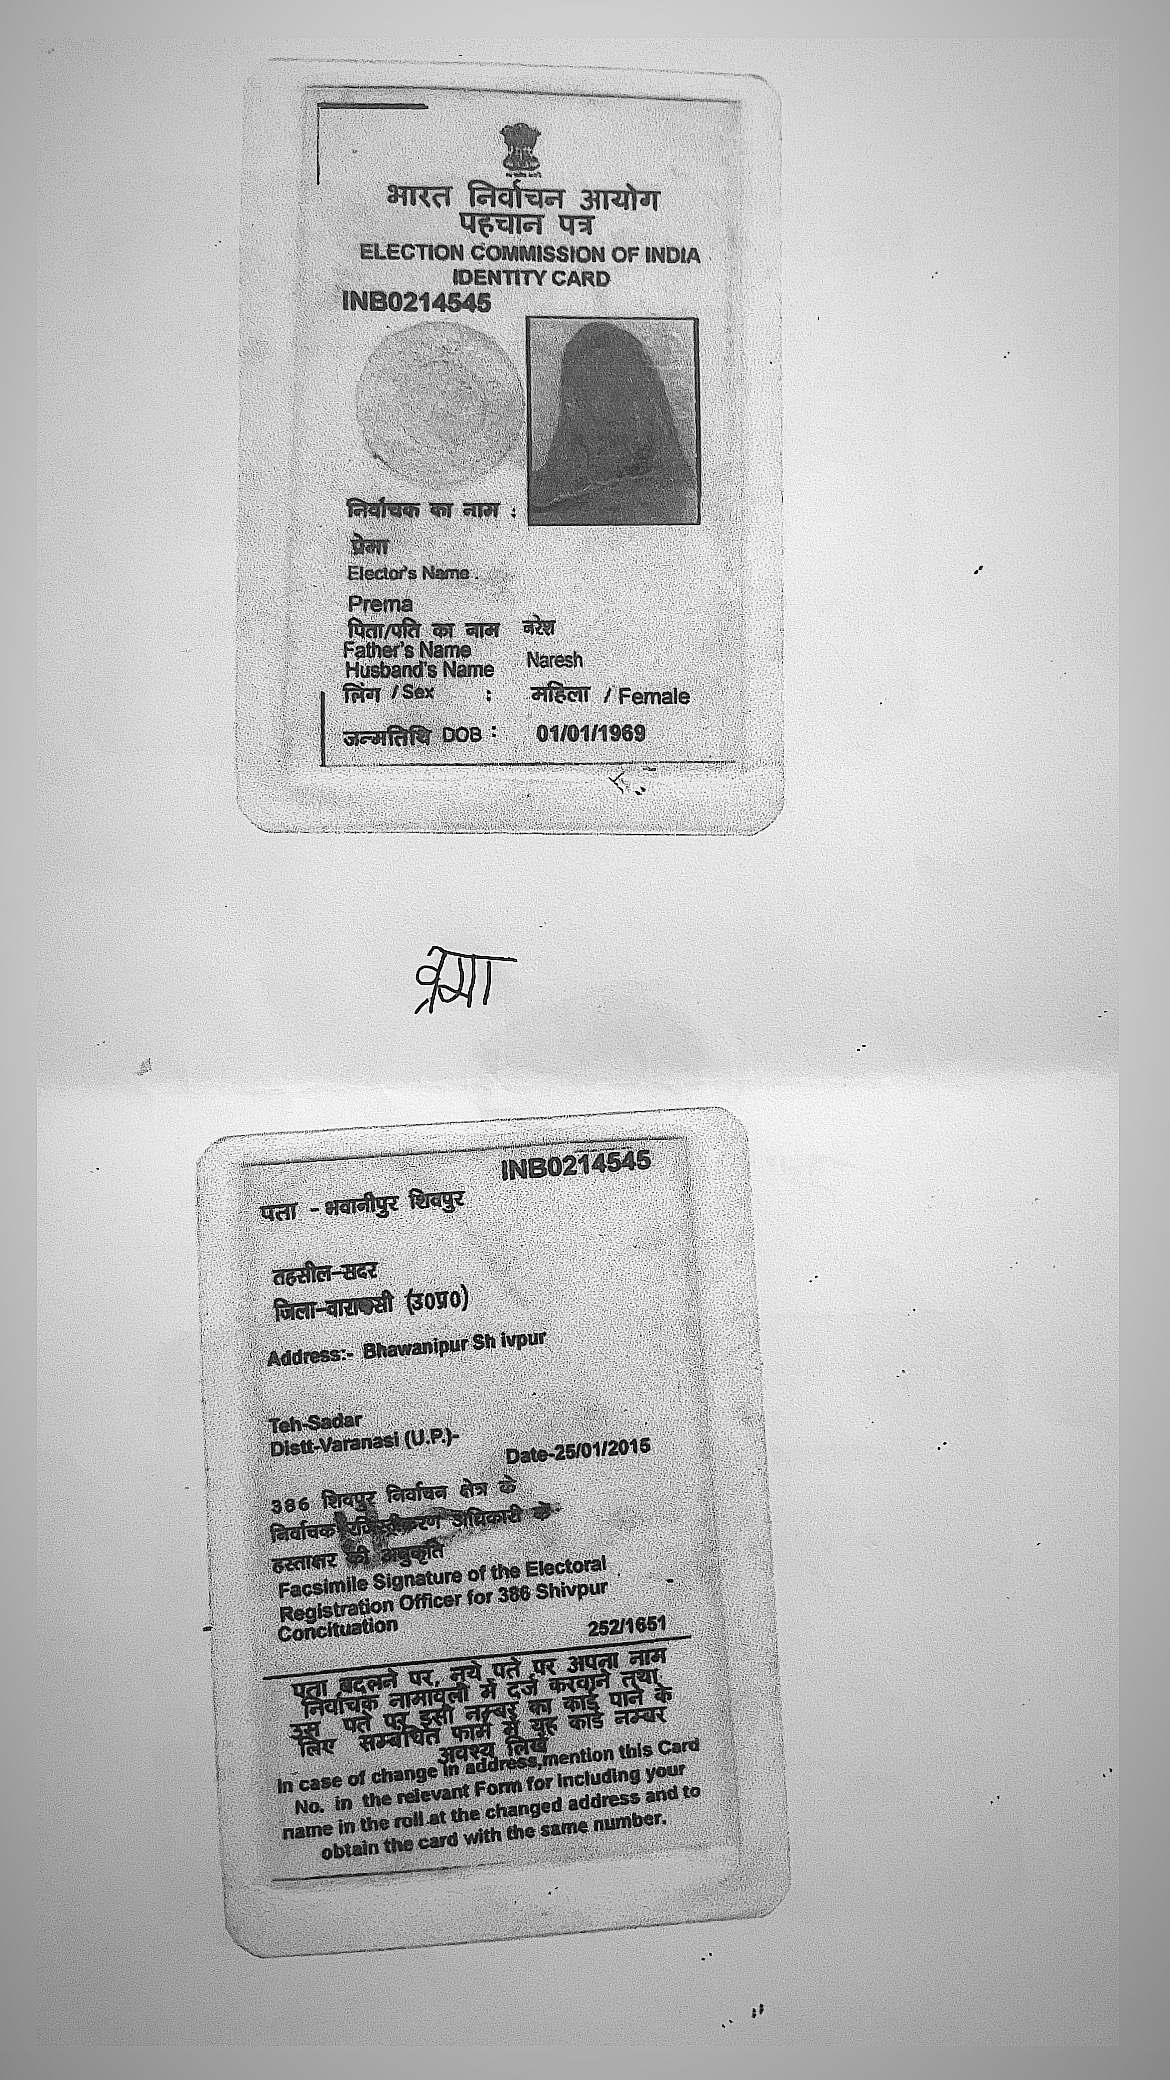 भारत निर्वाचन आयोग
पहचान पत्र
ELECTION COMMISSION OF INDIA
IDENTITY CARD
INB0214545
निर्वाचक का नाम :
प्रेमा
Elector's Name
Prema
पिता/पति का नाम नरेश
Father's Name
Husband's Name Naresh
लिंग / Sex : महिला / Female
जन्मतिथि DOB : 01/01/1969
प्रेमा
INB0214545
पता - भवानीपुर शिवपुर
तहसील-सदर
जिला-वाराणसी (उ0प्र0)
Address:- Bhawanipur Sh ivpur
Teh-Sadar
Distt-Varanasi (U.P.)-
Date-25/01/2015
386 शिवपुर निर्वाचन क्षेत्र के
निर्वाचक रजिस्ट्रीकरण अधिकारी के
हस्ताक्षर की अनुकृति
Facsimile Signature of the Electoral
Registration Officer for 386 Shivpur
Concituation
252/1651
पता बदलने पर, नये पते पर अपना नाम
निर्वाचक नामावली में दर्ज करवाने तथा
उस पते पर इसी नम्बर का कार्ड पाने के
लिए सम्बंधित फार्म में यह कार्ड नम्बर
अवश्य लिखें
In case of change in address,mention this Card
No. in the relevant Form for including your
name in the roll at the changed address and to
obtain the card with the same number.